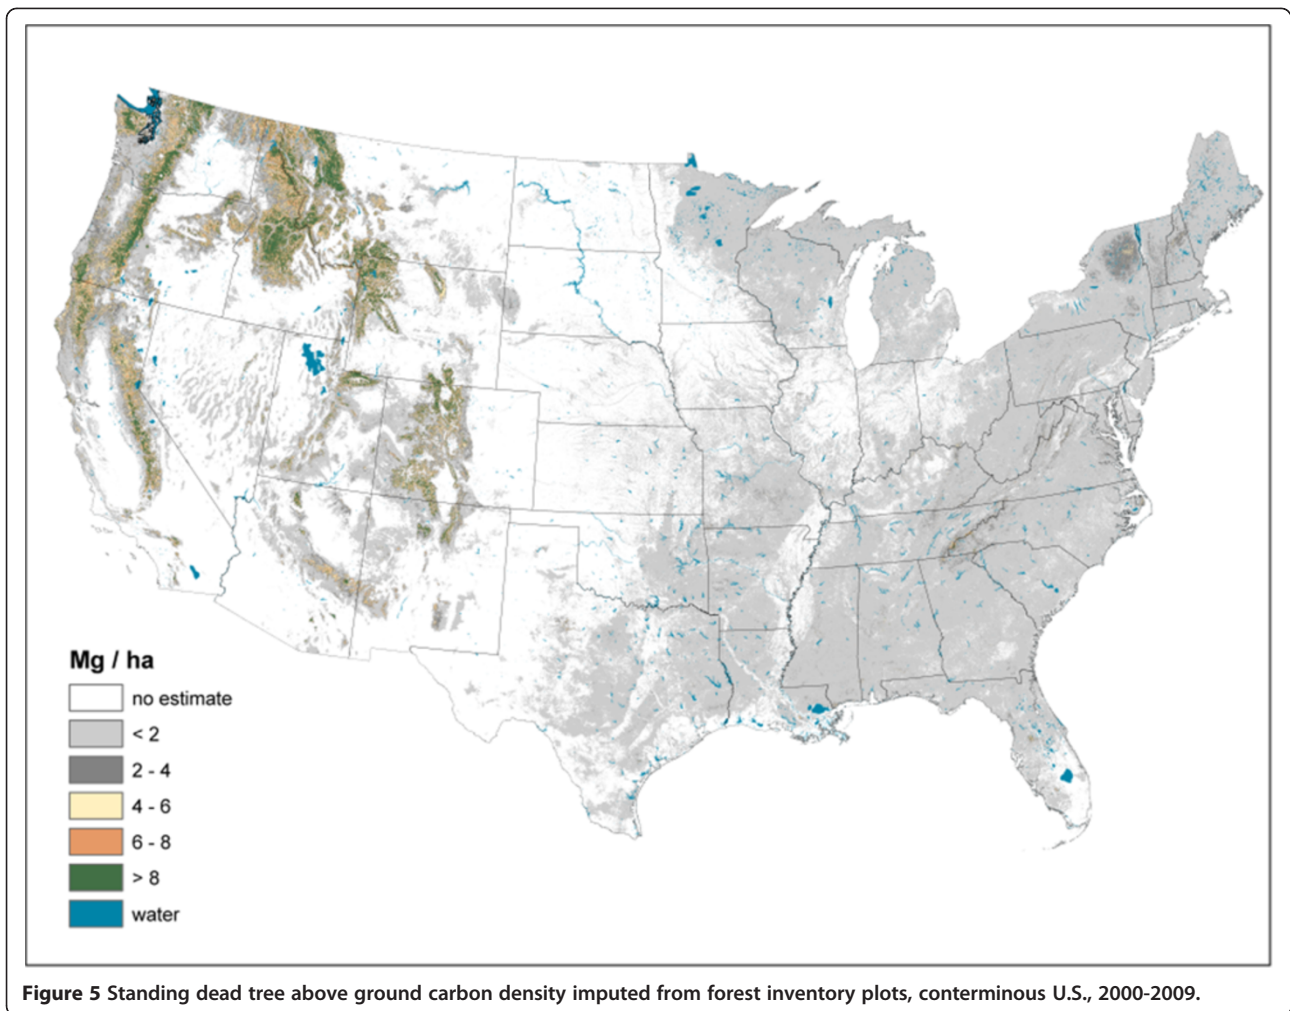 Mg / ha
no estimate
< 2
2 - 4
4 - 6
6 - 8
> 8
water
Figure 5 Standing dead tree above ground carbon density imputed from forest inventory plots, conterminous U.S., 2000-2009.